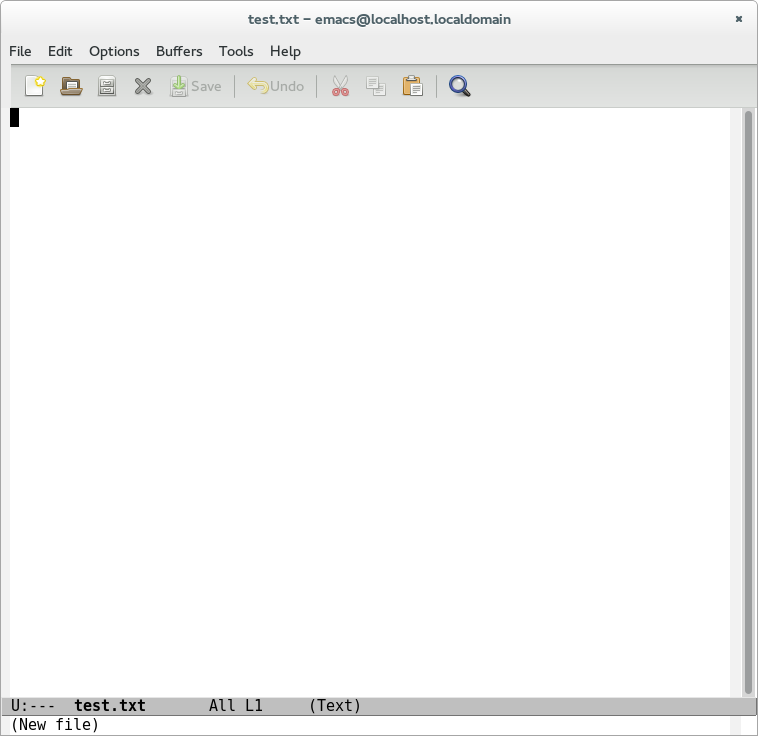 test.txt – emacs@localhost.localdomain
File Edit Options Buffers Tools Help
Save Undo
U:--- test.txt All L1 (Text)
(New file)